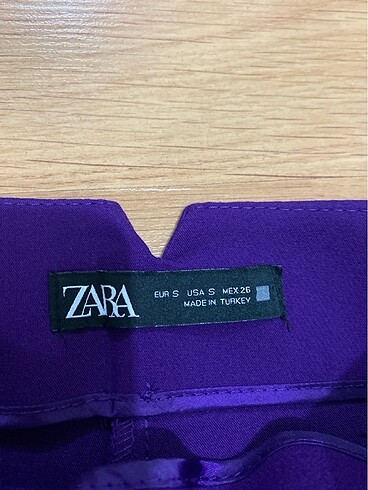 ZARA
EUR S USA S MEX 26
MADE IN TURKEY